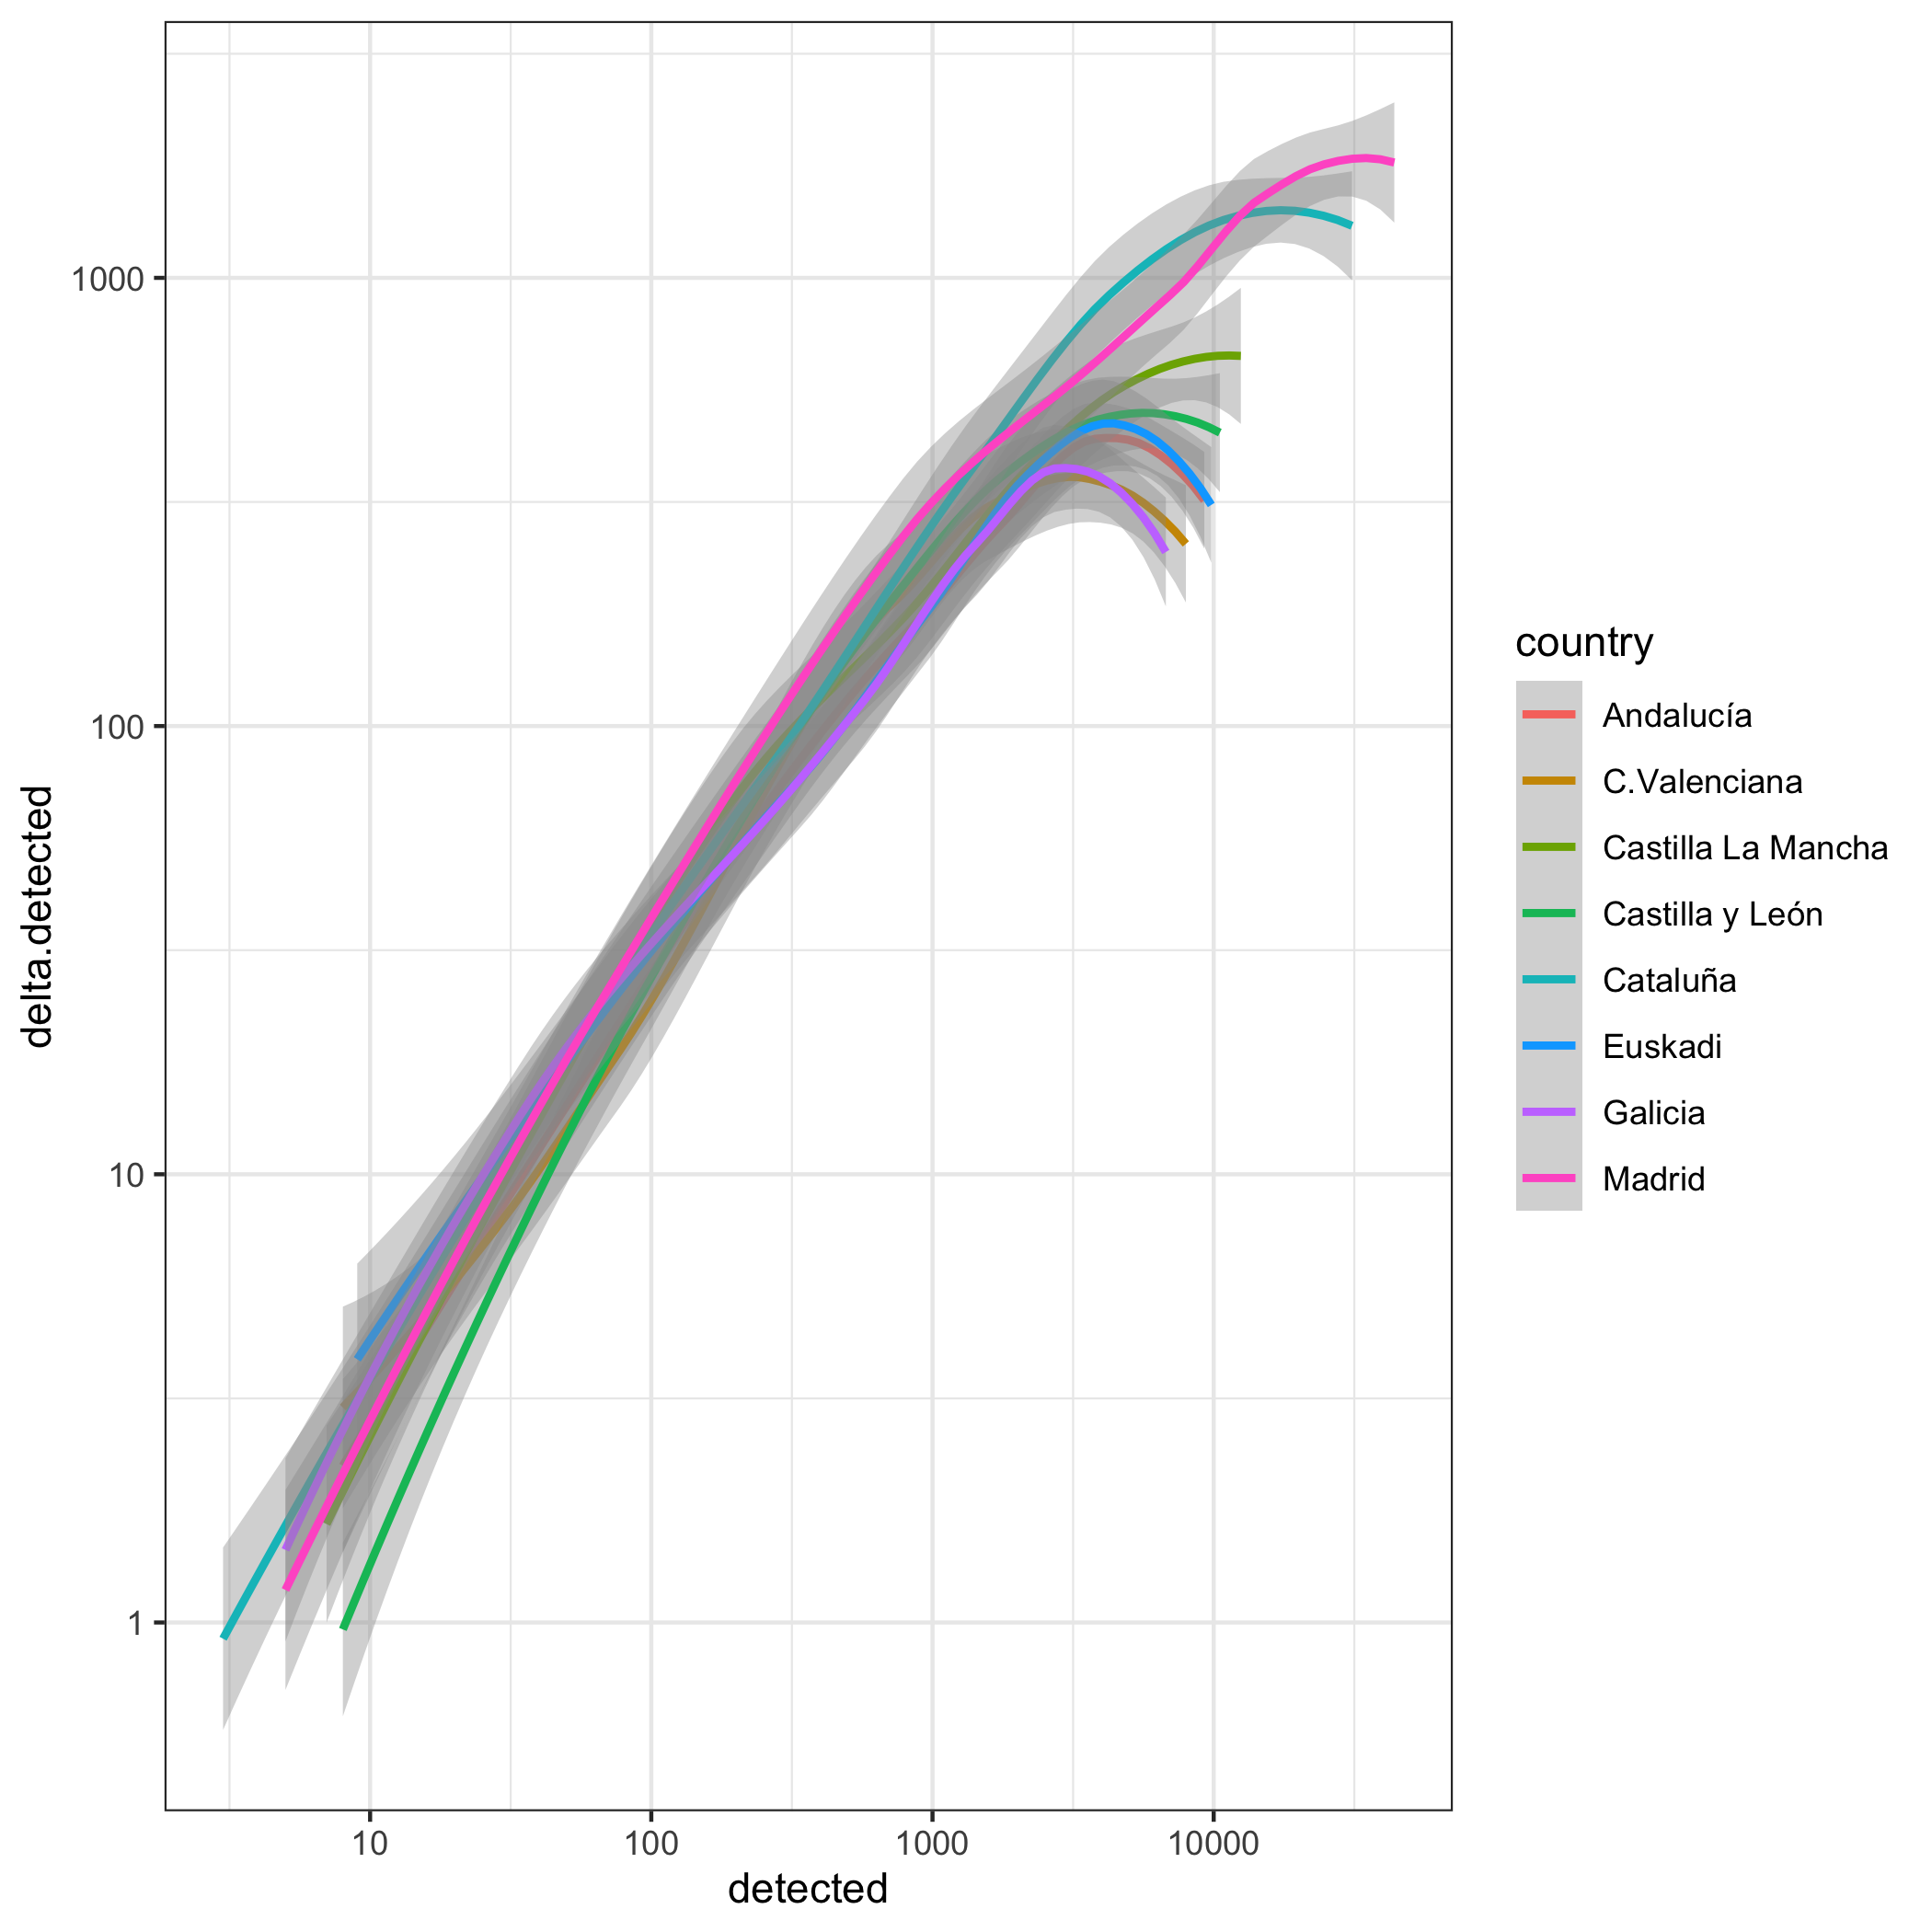 1000
100
10
1
delta.detected
10
100
1000
10000
detected
country
Andalucía
C.Valenciana
Castilla La Mancha
Castilla y León
Cataluña
Euskadi
Galicia
Madrid